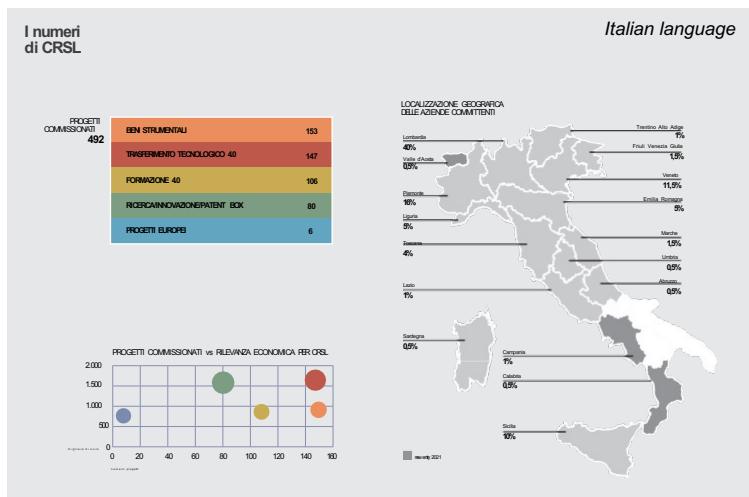 I numeri
di CRSL
Italian language
PROGETTI
COMMISSIONATI
492
BENI STRUMENTALI 153
TRASFERIMENTO TECNOLOGICO 4.0 147
FORMAZIONE 4.0 106
RICERCA/INNOVAZIONE/PATENT BOX 80
PROGETTI EUROPEI 6
LOCALIZZAZIONE GEOGRAFICA
DELLE AZIENDE COMMITTENTI
Lombardia
40%
Valle d'Aosta
0,5%
Piemonte
16%
Liguria
5%
Toscana
4%
Lazio
1%
Sardegna
0,5%
Campania
1%
Calabria
0,5%
Sicilia
10%
Trentino Alto Adige
1%
Friuli Venezia Giulia
1,5%
Veneto
11,5%
Emilia Romagna
5%
Marche
1,5%
Umbria
0,5%
Abruzzo
0,5%
2021
PROGETTI COMMISSIONATI vs RILEVANZA ECONOMICA PER CRSL
2.000
1.500
1.000
500
0
0 20 40 60 80 100 120 140 160